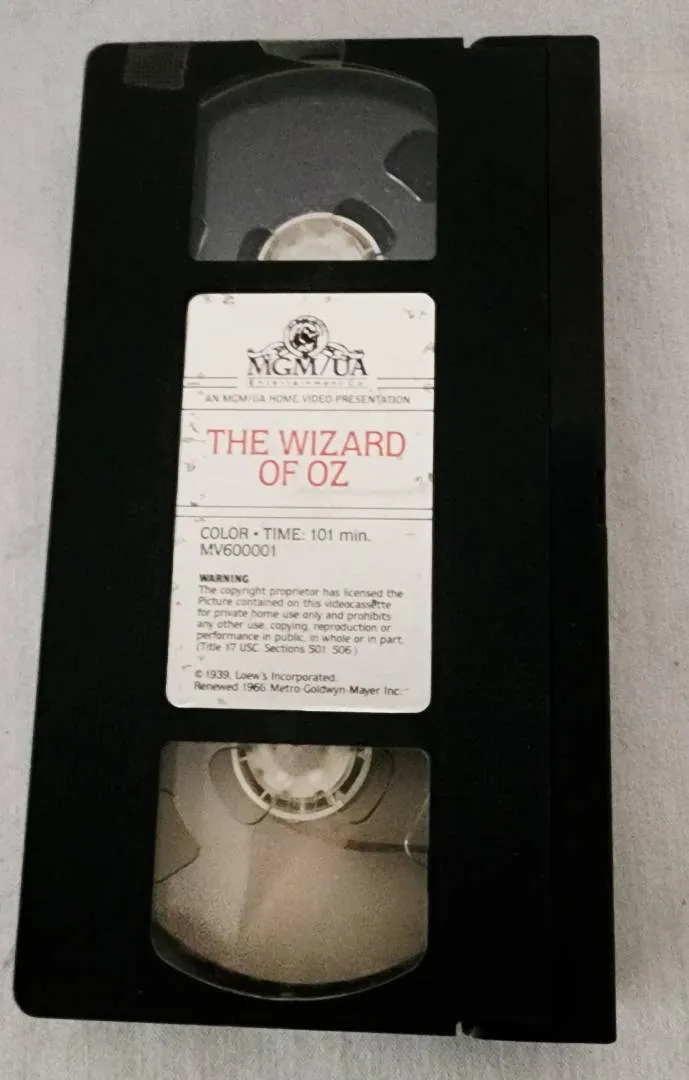 MGM/UA
Entertainment Co.
AN MGM/UA HOME VIDEO PRESENTATION
THE WIZARD
OF OZ
COLOR • TIME: 101 min.
MV600001
WARNING
The copyright proprietor has licensed the
Picture contained on this videocassette
for private home use only and prohibits
any other use, copying, reproduction or
performance in public, in whole or in part.
(Title 17 USC. Sections 501 506.)
© 1939. Loew's Incorporated.
Renewed 1966 Metro-Goldwyn-Mayer Inc.